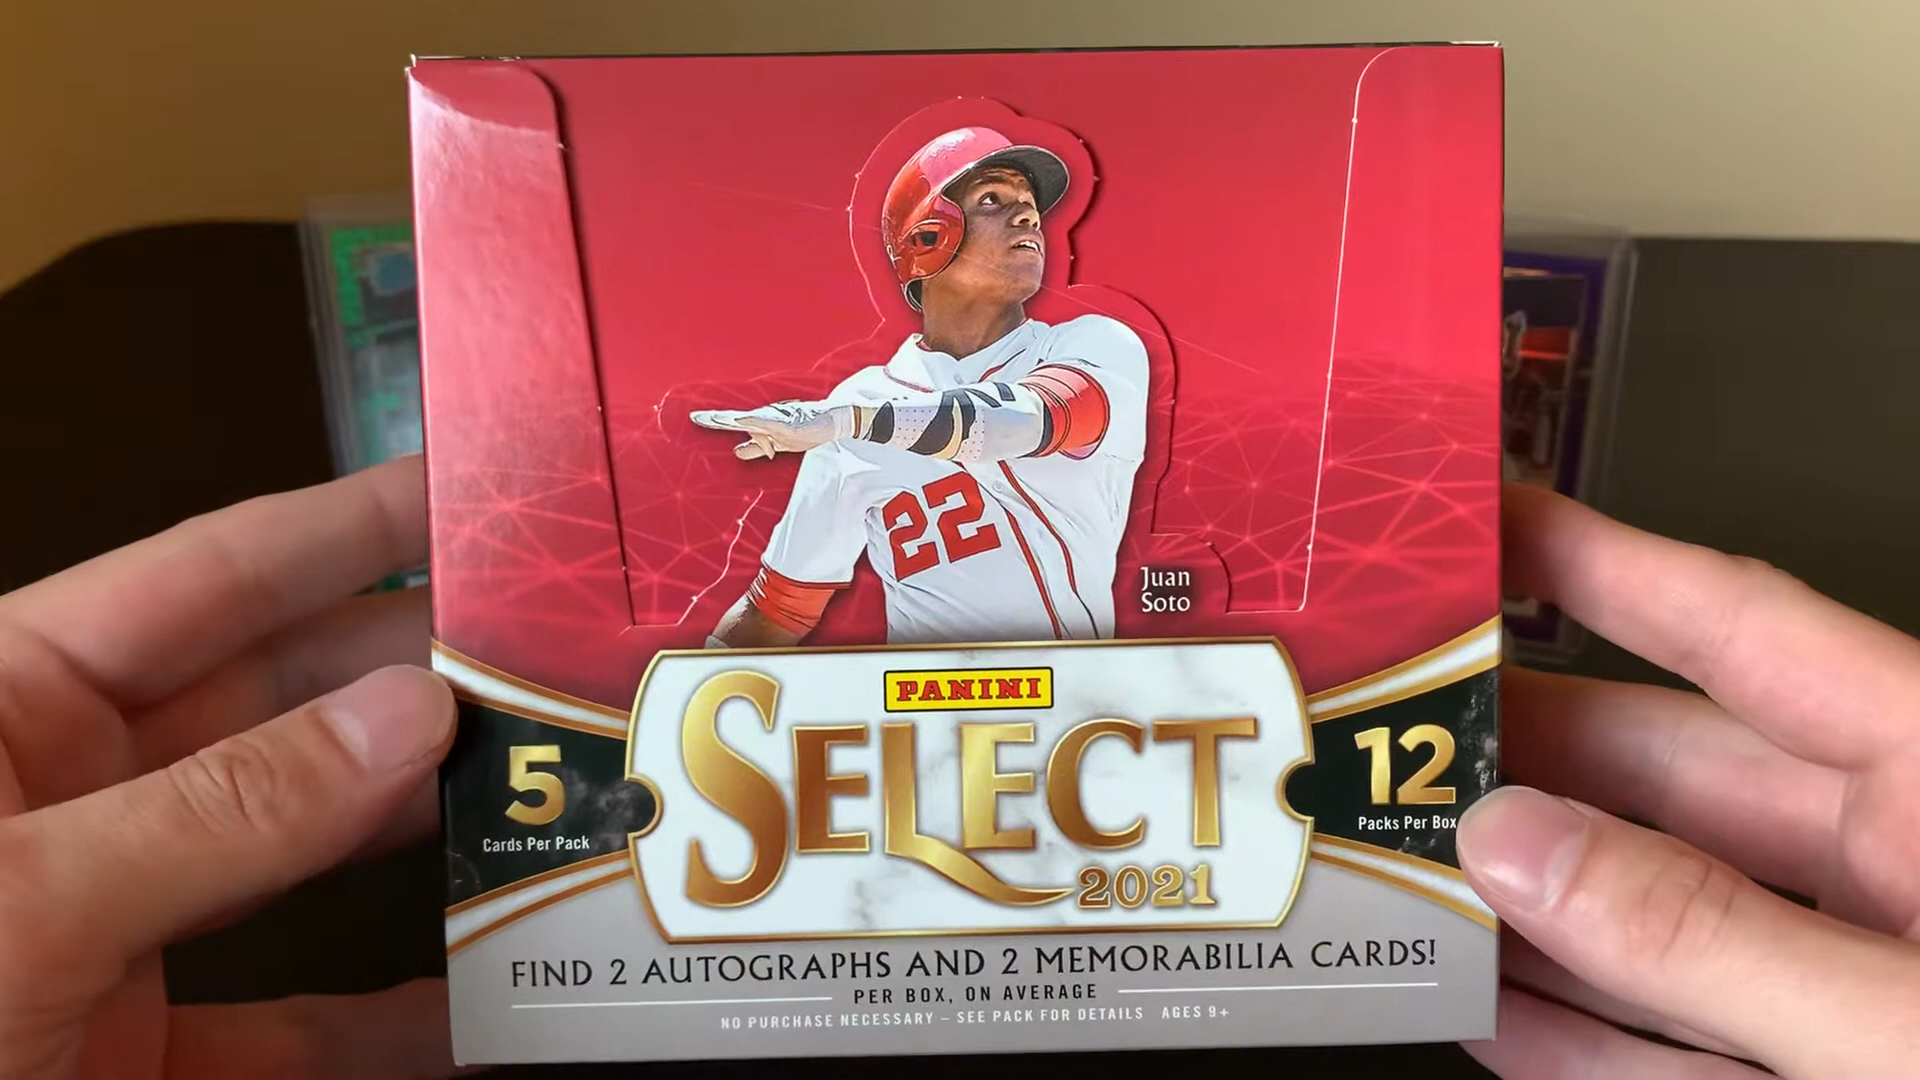 22
Juan
Soto
PANINI
SELECT
2021
5
Cards Per Pack
12
Packs Per Box
FIND 2 AUTOGRAPHS AND 2 MEMORABILIA CARDS!
PER BOX, ON AVERAGE
NO PURCHASE NECESSARY – SEE PACK FOR DETAILS AGES 9+